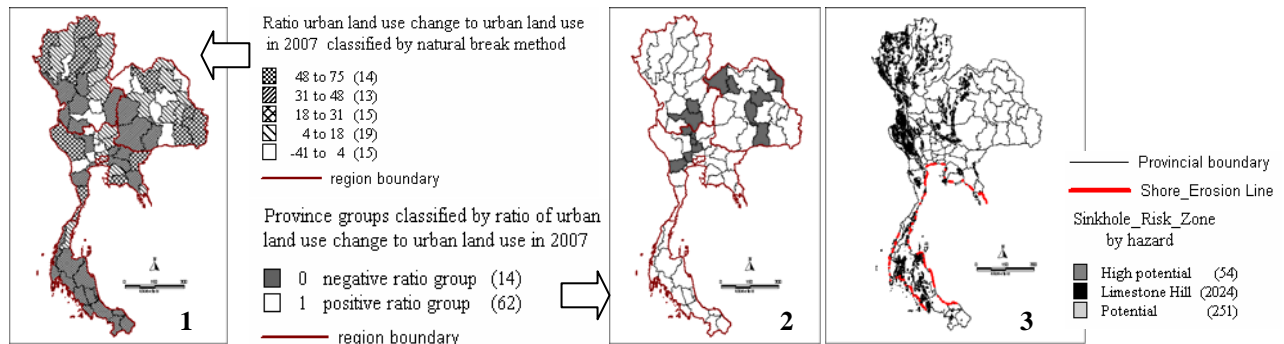 Ratio urban land use change to urban land use
in 2007 classified by natural break method
48 to 75 (14)
31 to 48 (13)
18 to 31 (15)
4 to 18 (19)
-41 to 4 (15)
region boundary
Province groups classified by ratio of urban
land use change to urban land use in 2007
0 negative ratio group (14)
1 positive ratio group (62)
region boundary
1
2
3
Provincial boundary
Shore_Erosion Line
Sinkhole_Risk_Zone
by hazard
High potential (54)
Limestone Hill (2024)
Potential (251)